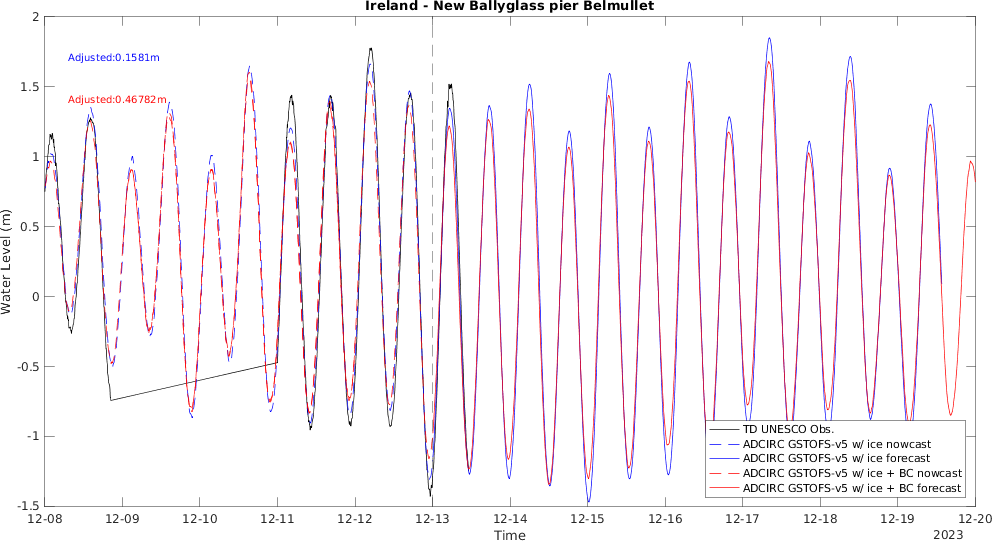 Ireland - New Ballyglass pier Belmullet
Water Level (m)
2
1.5
1
0.5
0
-0.5
-1
-1.5
Adjusted:0.1581m
Adjusted:0.46782m
TD UNESCO Obs.
ADCIRC GSTOFS-v5 w/ ice nowcast
ADCIRC GSTOFS-v5 w/ ice forecast
ADCIRC GSTOFS-v5 w/ ice + BC nowcast
ADCIRC GSTOFS-v5 w/ ice + BC forecast
12-08 12-09 12-10 12-11 12-12 12-13 12-14 12-15 12-16 12-17 12-18 12-19 12-20
Time
2023